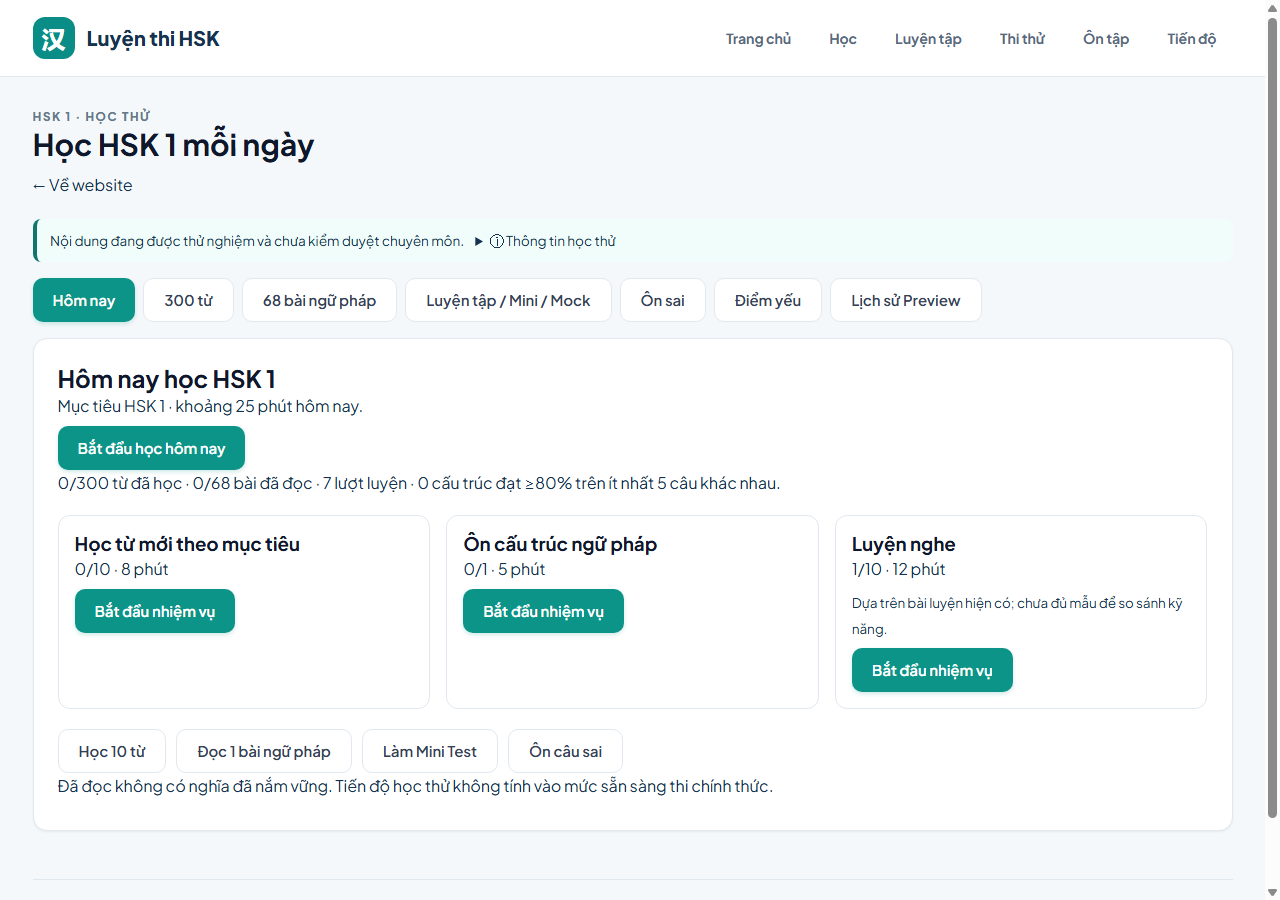 汉 Luyện thi HSK
Trang chủ Học Luyện tập Thi thử Ôn tập Tiến độ
HSK 1 · HỌC THỬ
Học HSK 1 mỗi ngày
← Về website
Nội dung đang được thử nghiệm và chưa kiểm duyệt chuyên môn. ▶ ⓘ Thông tin học thử
Hôm nay 300 từ 68 bài ngữ pháp Luyện tập / Mini / Mock Ôn sai Điểm yếu Lịch sử Preview
Hôm nay học HSK 1
Mục tiêu HSK 1 · khoảng 25 phút hôm nay.
Bắt đầu học hôm nay
0/300 từ đã học · 0/68 bài đã đọc · 7 lượt luyện · 0 cấu trúc đạt ≥80% trên ít nhất 5 câu khác nhau.
Học từ mới theo mục tiêu
0/10 · 8 phút
Bắt đầu nhiệm vụ
Ôn cấu trúc ngữ pháp
0/1 · 5 phút
Bắt đầu nhiệm vụ
Luyện nghe
1/10 · 12 phút
Dựa trên bài luyện hiện có; chưa đủ mẫu để so sánh kỹ
năng.
Bắt đầu nhiệm vụ
Học 10 từ Đọc 1 bài ngữ pháp Làm Mini Test Ôn câu sai
Đã đọc không có nghĩa đã nắm vững. Tiến độ học thử không tính vào mức sẵn sàng thi chính thức.